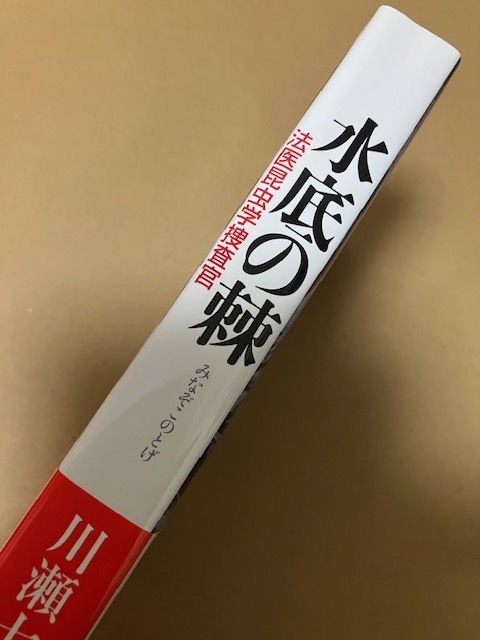 水底の棘
法医昆虫学捜査官
みなぞこのとげ
川瀬七